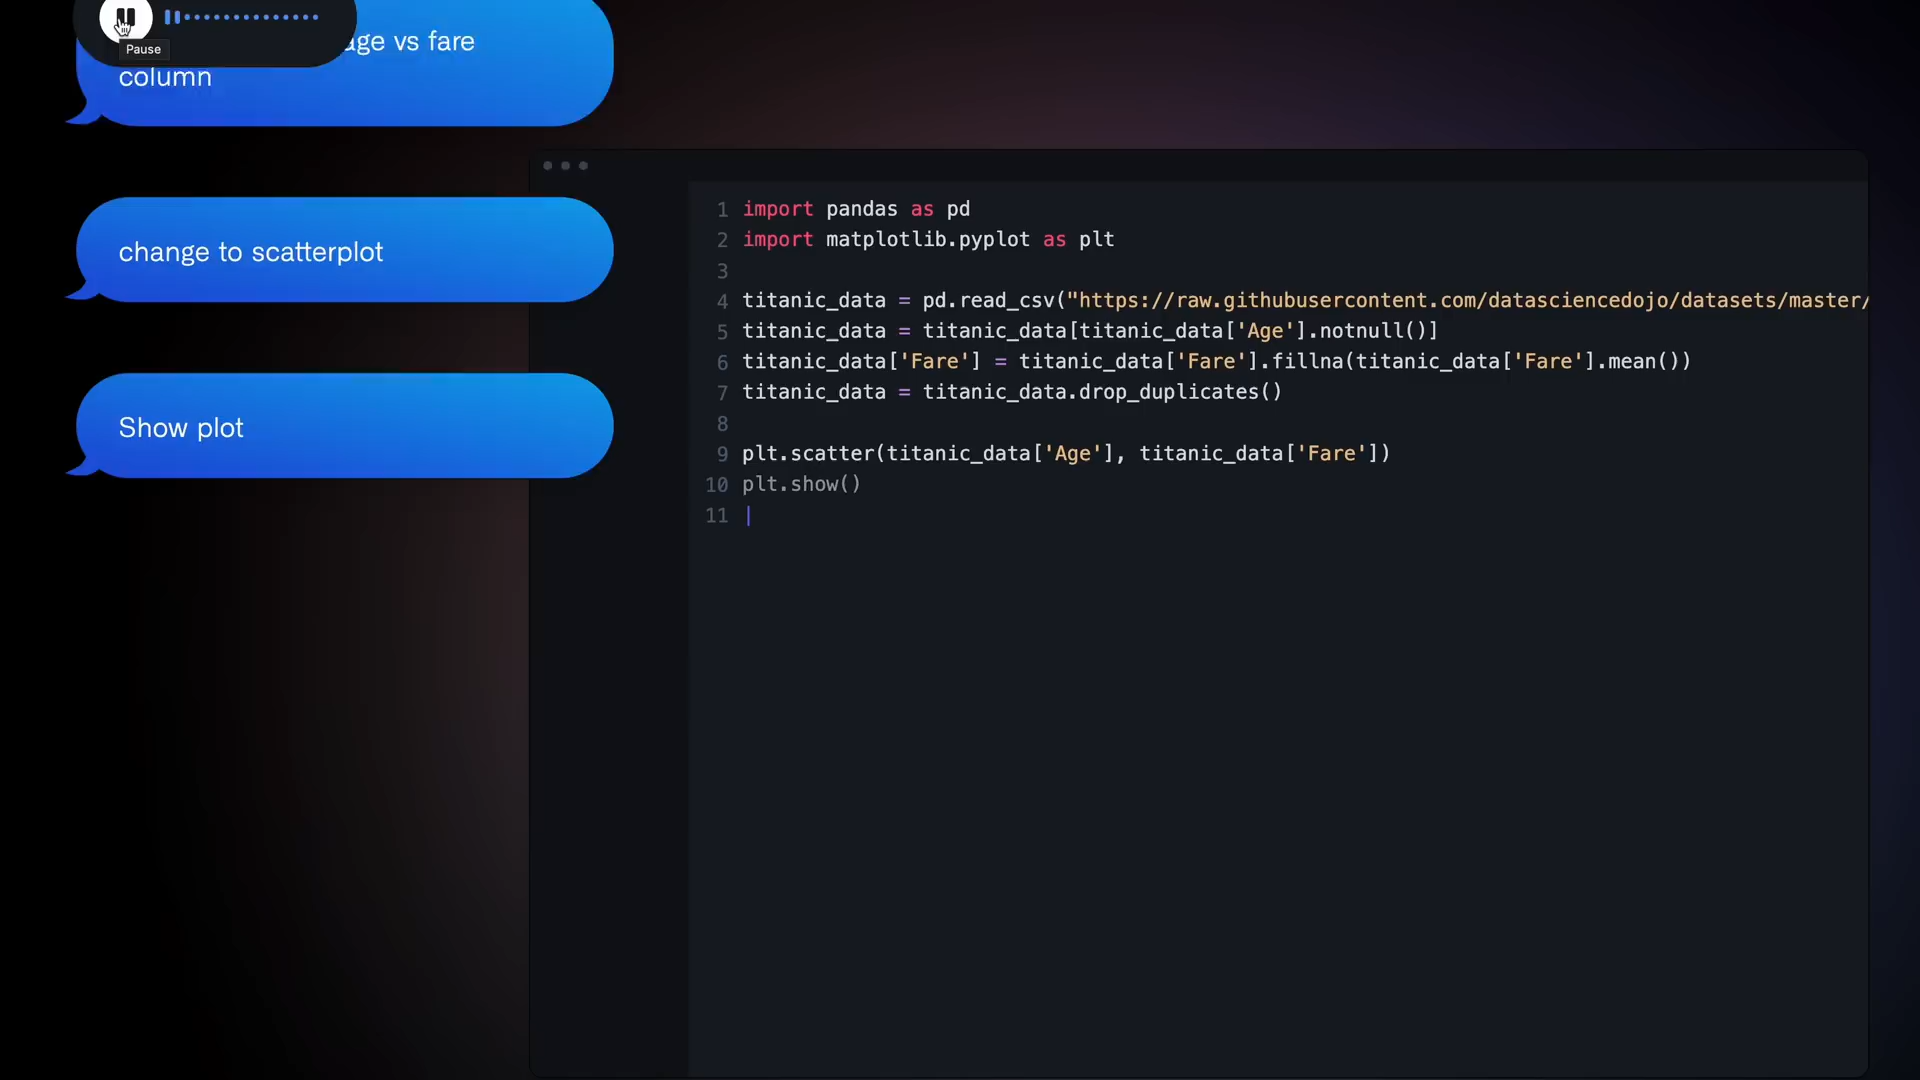 age vs fare
column
Pause
change to scatterplot
Show plot
1 import pandas as pd
2 import matplotlib.pyplot as plt
3
4 titanic_data = pd.read_csv("https://raw.githubusercontent.com/datasciencedojo/datasets/master/
5 titanic_data = titanic_data[titanic_data['Age'].notnull()]
6 titanic_data['Fare'] = titanic_data['Fare'].fillna(titanic_data['Fare'].mean())
7 titanic_data = titanic_data.drop_duplicates()
8
9 plt.scatter(titanic_data['Age'], titanic_data['Fare'])
10 plt.show()
11